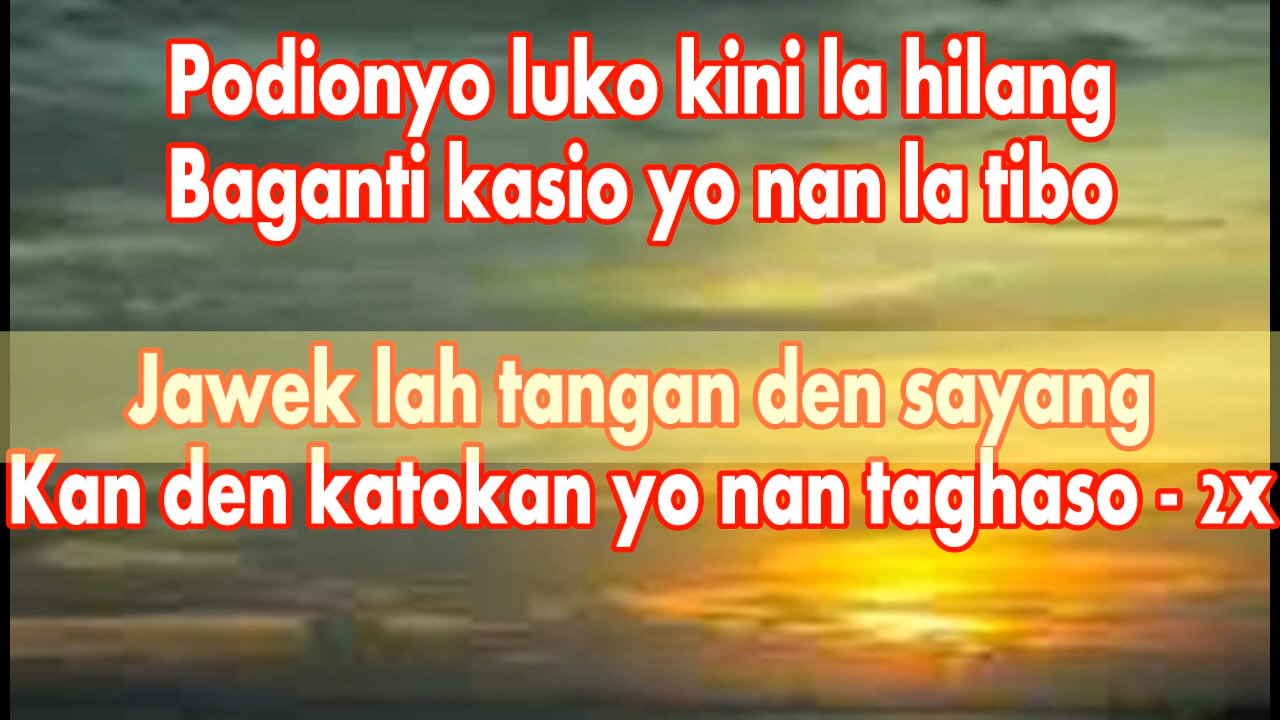 Podionyo luko kini la hilang
Baganti kasio yo nan la tibo
Jawek lah tangan den sayang
Kan den katokan yo nan taghaso - 2x